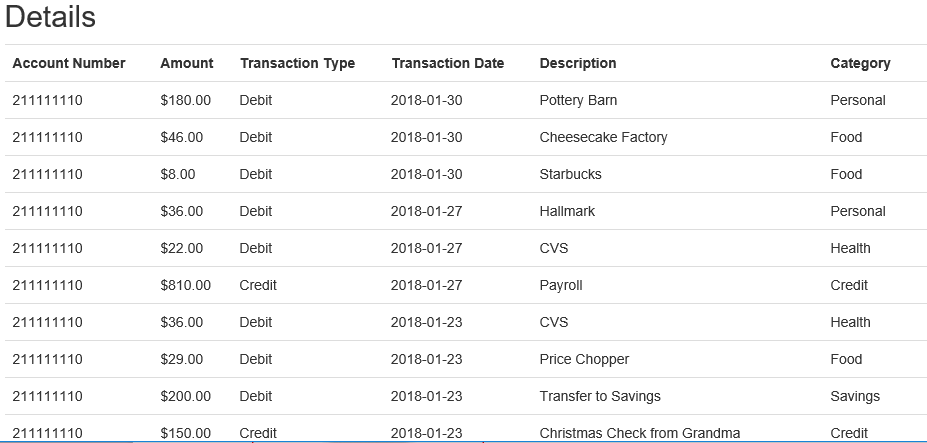 Details
Account Number Amount Transaction Type Transaction Date Description Category
211111110 $180.00 Debit 2018-01-30 Pottery Barn Personal
211111110 $46.00 Debit 2018-01-30 Cheesecake Factory Food
211111110 $8.00 Debit 2018-01-30 Starbucks Food
211111110 $36.00 Debit 2018-01-27 Hallmark Personal
211111110 $22.00 Debit 2018-01-27 CVS Health
211111110 $810.00 Credit 2018-01-27 Payroll Credit
211111110 $36.00 Debit 2018-01-23 CVS Health
211111110 $29.00 Debit 2018-01-23 Price Chopper Food
211111110 $200.00 Debit 2018-01-23 Transfer to Savings Savings
211111110 $150.00 Credit 2018-01-23 Christmas Check from Grandma Credit